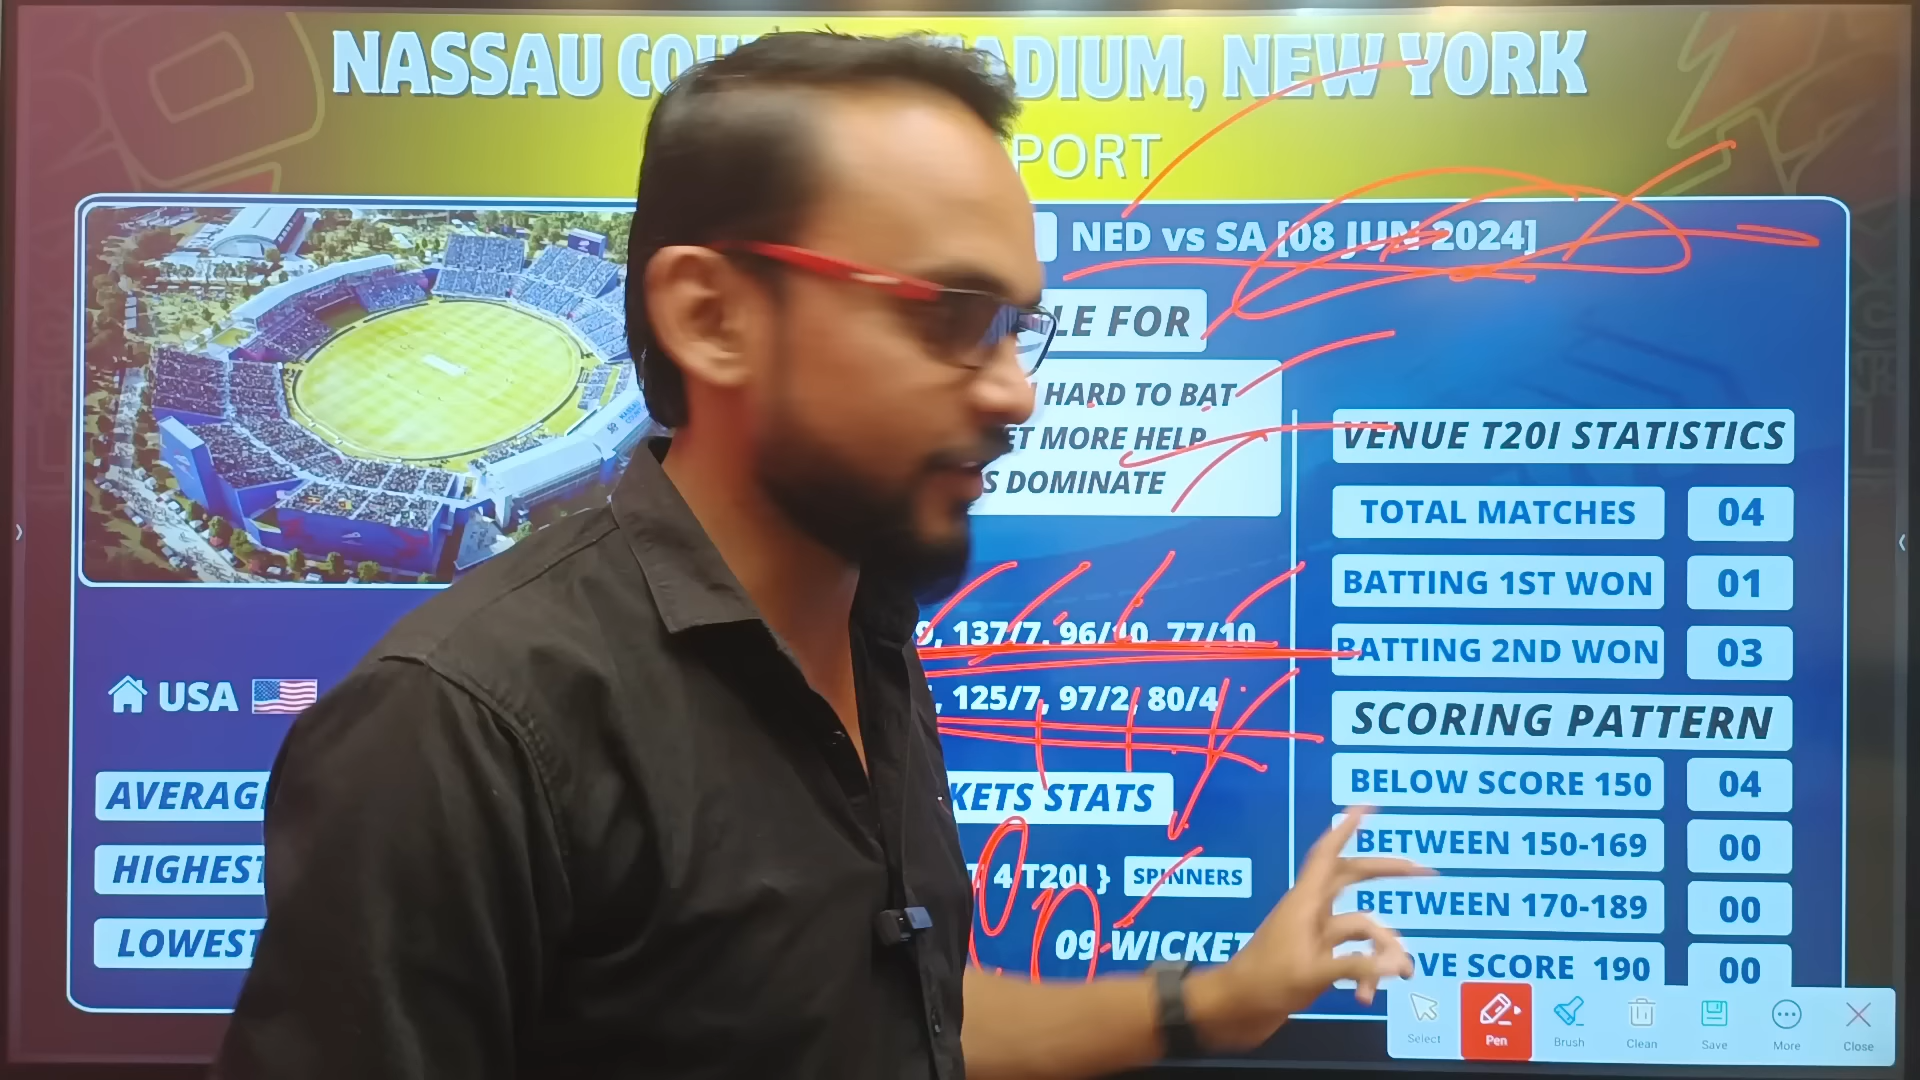 NASSAU STADIUM, NEW YORK
PORT
NED vs SA [08 JUN 2024]
LE FOR
HARD TO BAT
ET MORE HELP
S DOMINATE
VENUE T20I STATISTICS
TOTAL MATCHES 04
BATTING 1ST WON 01
BATTING 2ND WON 03
SCORING PATTERN
BELOW SCORE 150 04
BETWEEN 150-169 00
BETWEEN 170-189 00
SCORE 190 00
9, 137/7, 96/10, 77/10
, 125/7, 97/2, 80/4
KETS STATS
4 T20I } SPINNERS
09 WICKET
USA
AVERAG
HIGHEST
LOWEST
Select Pen Brush Clean Save More Close